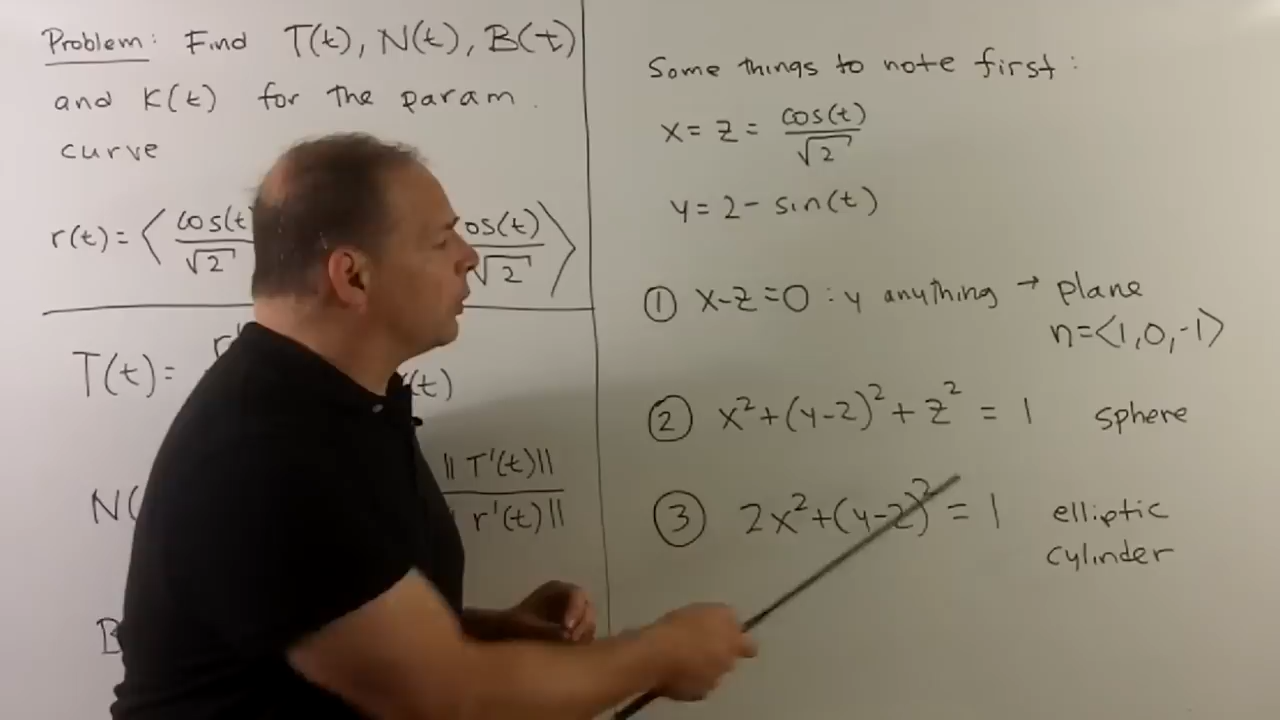 Problem: Find T(t), N(t), B(t)
and K(t) for the param.
curve
r(t) = ⟨ cos(t / √2 os(t) / √2 ⟩
T(t) = r' (t)
N( || T'(t) || / r'(t) ||
B
Some things to note first:
x = z = cos(t) / √2
y = 2 - sin(t)
① x-z=0 : y anything → plane
n=<1,0,-1>
② x² + (y-2)² + z² = 1 sphere
③ 2x² + (y-2)² = 1 elliptic
cylinder